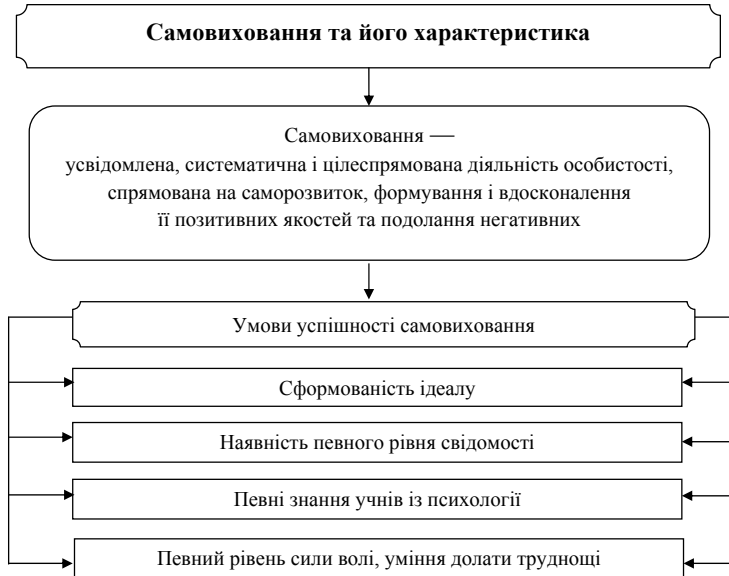 Самовиховання та його характеристика
Самовиховання —
усвідомлена, систематична і цілеспрямована діяльність особистості,
спрямована на саморозвиток, формування і вдосконалення
її позитивних якостей та подолання негативних
Умови успішності самовиховання
Сформованість ідеалу
Наявність певного рівня свідомості
Певні знання учнів із психології
Певний рівень сили волі, уміння долати труднощі